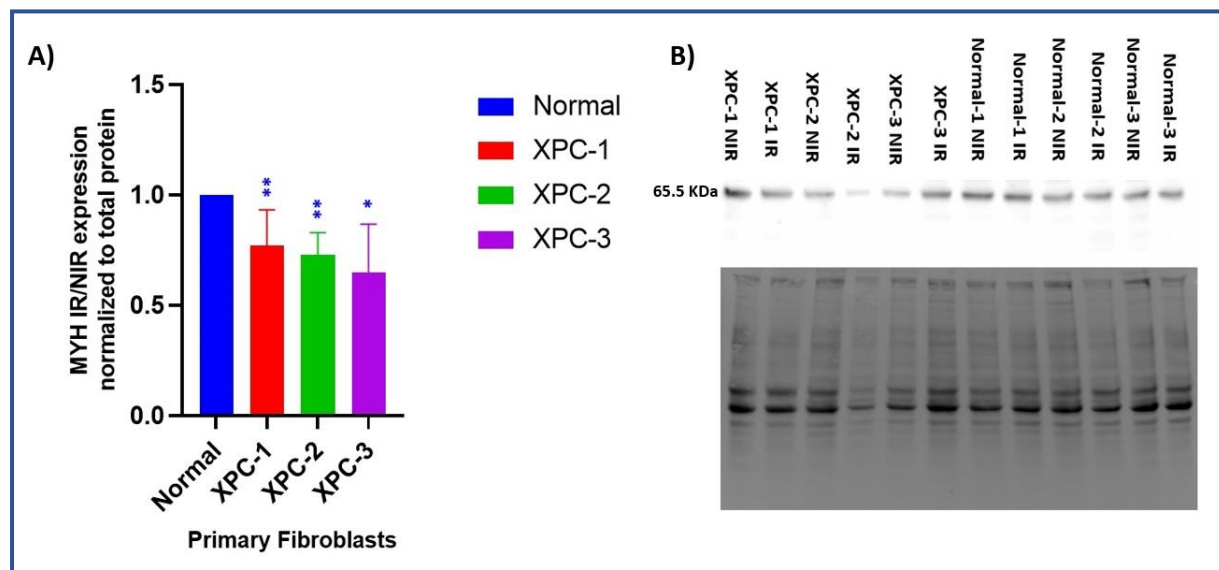 A)
MYH IR/NIR expression
normalized to total protein
1.5
1.0
0.5
0.0
**
**
*
Normal
XPC-1
XPC-2
XPC-3
Primary Fibroblasts
Normal
XPC-1
XPC-2
XPC-3
B)
XPC-1 NIR
XPC-1 IR
XPC-2 NIR
XPC-2 IR
XPC-3 NIR
XPC-3 IR
Normal-1 NIR
Normal-1 IR
Normal-2 NIR
Normal-2 IR
Normal-3 NIR
Normal-3 IR
65.5 KDa